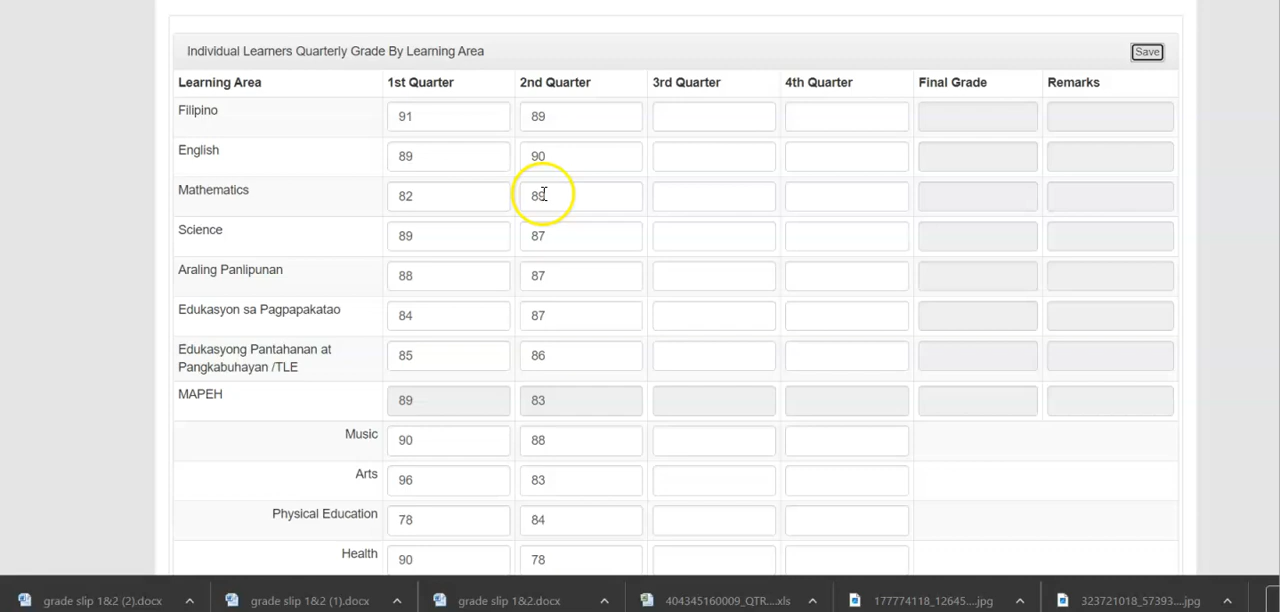 Individual Learners Quarterly Grade By Learning Area Save
Learning Area 1st Quarter 2nd Quarter 3rd Quarter 4th Quarter Final Grade Remarks
Filipino 91 89
English 89 90
Mathematics 82 89
Science 89 87
Araling Panlipunan 88 87
Edukasyon sa Pagpapakatao 84 87
Edukasyong Pantahanan at
Pangkabuhayan /TLE 85 86
MAPEH 89 83
Music 90 88
Arts 96 83
Physical Education 78 84
Health 90 78
grade slip 1&2 (2).docx grade slip 1&2 (1).docx grade slip 1&2.docx 404345160009_QTR....xls 177774118_12645....jpg 323721018_57393....jpg